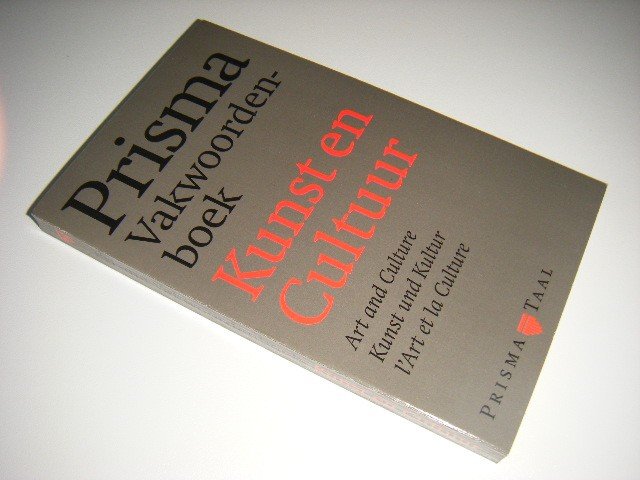 Prisma
Vakwoorden-
boek
Kunst en
Cultuur
Art and Culture
Kunst und Kultur
l'Art et la Culture
PRISMA TAAL